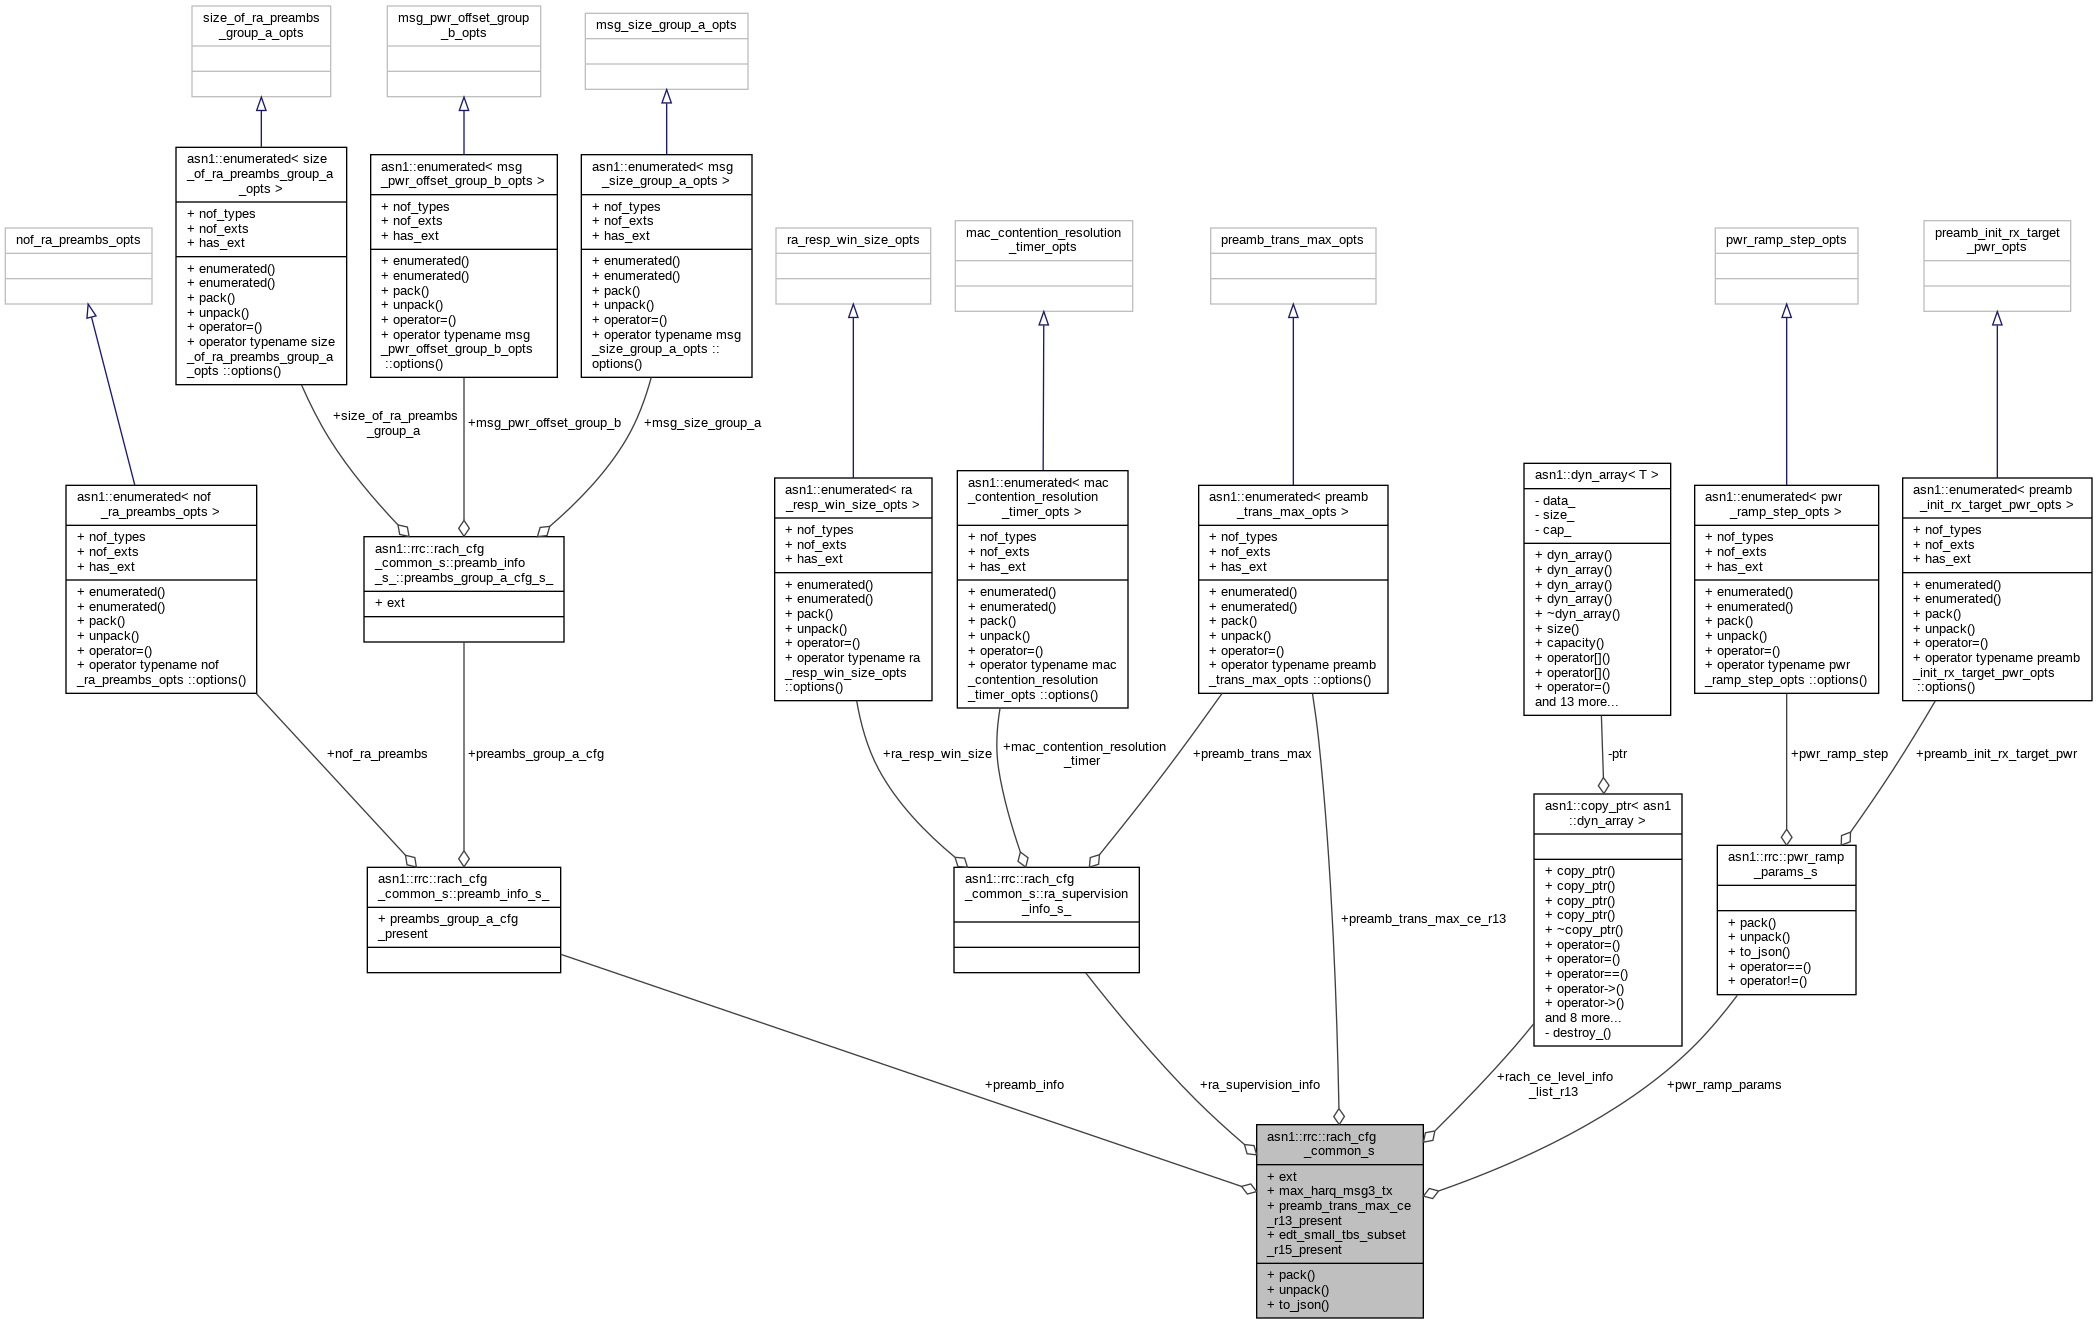 size_of_ra_preambs
_group_a_opts
msg_pwr_offset_group
b_opts
msg_size_group_a_opts
asn1::enumerated< size
_of_ra_preambs_group_a
_opts >
+ nof_types
+ nof_exts
+ has_ext
+ enumerated()
+ enumerated()
+ pack()
+ unpack()
+ operator=()
+ operator typename size
_of_ra_preambs_group_a
_opts ::options()
asn1::enumerated< msg
_pwr_offset_group_b_opts >
+ nof_types
+ nof_exts
+ has_ext
+ enumerated()
+ enumerated()
+ pack()
+ unpack()
+ operator=()
+ operator typename msg
_pwr_offset_group_b_opts
::options()
asn1::enumerated< msg
_size_group_a_opts >
+ nof_types
+ nof_exts
+ has_ext
+ enumerated()
+ enumerated()
+ pack()
+ unpack()
+ operator=()
+ operator typename msg
_size_group_a_opts ::
options()
nof_ra_preambs_opts
ra_resp_win_size_opts
mac_contention_resolution
_timer_opts
preamb_trans_max_opts
pwr_ramp_step_opts
preamb_init_rx_target
_pwr_opts
+size_of_ra_preambs
_group_a
+msg_pwr_offset_group_b
+msg_size_group_a
asn1::enumerated< nof
_ra_preambs_opts >
+ nof_types
+ nof_exts
+ has_ext
+ enumerated()
+ enumerated()
+ pack()
+ unpack()
+ operator=()
+ operator typename nof
_ra_preambs_opts ::options()
asn1::rrc::rach_cfg
_common_s::preamb_info
_s_::preambs_group_a_cfg_s_
+ ext
asn1::enumerated< ra
_resp_win_size_opts >
+ nof_types
+ nof_exts
+ has_ext
+ enumerated()
+ enumerated()
+ pack()
+ unpack()
+ operator=()
+ operator typename ra
_resp_win_size_opts
::options()
asn1::enumerated< mac
_contention_resolution
_timer_opts >
+ nof_types
+ nof_exts
+ has_ext
+ enumerated()
+ enumerated()
+ pack()
+ unpack()
+ operator=()
+ operator typename mac
_contention_resolution
_timer_opts ::options()
asn1::enumerated< preamb
_trans_max_opts >
+ nof_types
+ nof_exts
+ has_ext
+ enumerated()
+ enumerated()
+ pack()
+ unpack()
+ operator=()
+ operator typename preamb
_trans_max_opts ::options()
asn1::dyn_array< T >
- data_
- size_
- cap_
+ dyn_array()
+ dyn_array()
+ dyn_array()
+ dyn_array()
+ ~dyn_array()
+ size()
+ capacity()
+ operator[]()
+ operator[]()
+ operator=()
and 13 more...
asn1::enumerated< pwr
_ramp_step_opts >
+ nof_types
+ nof_exts
+ has_ext
+ enumerated()
+ enumerated()
+ pack()
+ unpack()
+ operator=()
+ operator typename pwr
_ramp_step_opts ::options()
asn1::enumerated< preamb
_init_rx_target_pwr_opts >
+ nof_types
+ nof_exts
+ has_ext
+ enumerated()
+ enumerated()
+ pack()
+ unpack()
+ operator=()
+ operator typename preamb
_init_rx_target_pwr_opts
::options()
+nof_ra_preambs
+preambs_group_a_cfg
+ra_resp_win_size
+mac_contention_resolution
_timer
+preamb_trans_max
-ptr
+pwr_ramp_step
+preamb_init_rx_target_pwr
asn1::rrc::rach_cfg
_common_s::preamb_info_s_
+ preambs_group_a_cfg
_present
asn1::rrc::rach_cfg
_common_s::ra_supervision
_info_s_
+preamb_trans_max_ce_r13
asn1::copy_ptr< asn1
::dyn_array >
+ copy_ptr()
+ copy_ptr()
+ copy_ptr()
+ copy_ptr()
+ ~copy_ptr()
+ operator=()
+ operator=()
+ operator==()
+ operator->()
+ operator->()
and 8 more...
- destroy_()
asn1::rrc::pwr_ramp
_params_s
+ pack()
+ unpack()
+ to_json()
+ operator==()
+ operator!=()
+preamb_info
+ra_supervision_info
+rach_ce_level_info
_list_r13
+pwr_ramp_params
asn1::rrc::rach_cfg
_common_s
+ ext
+ max_harq_msg3_tx
+ preamb_trans_max_ce
_r13_present
+ edt_small_tbs_subset
_r15_present
+ pack()
+ unpack()
+ to_json()